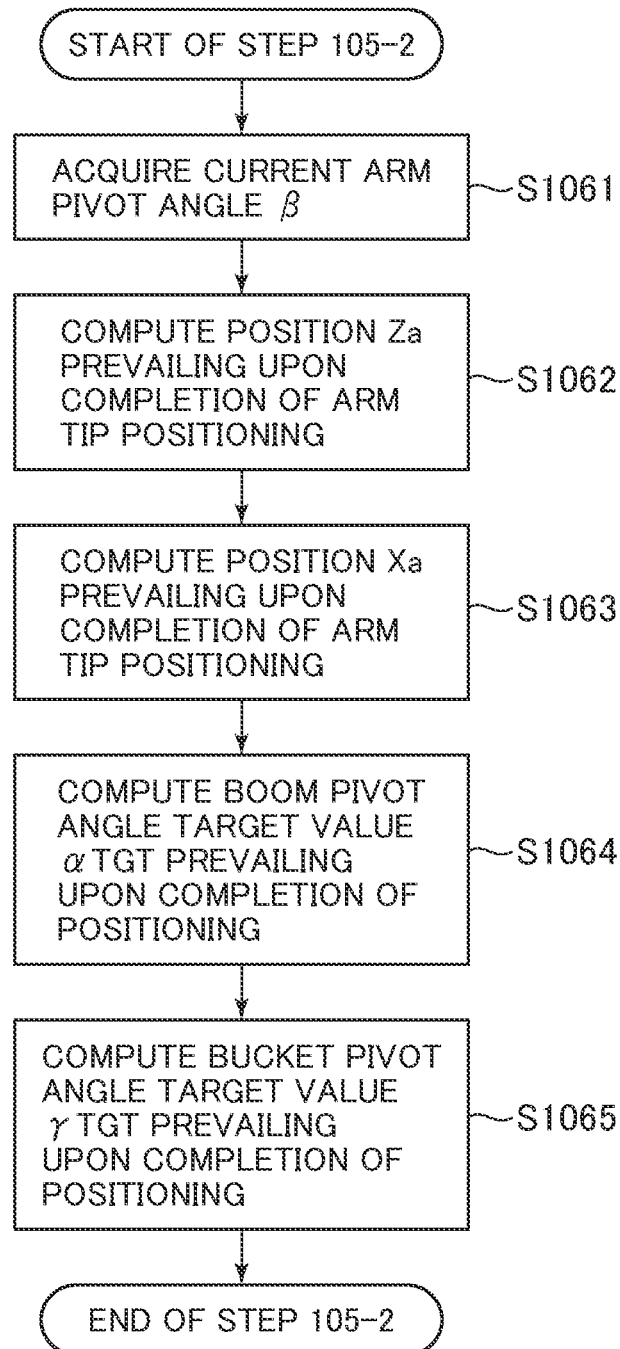 START OF STEP 105-2
ACQUIRE CURRENT ARM
PIVOT ANGLE β
S1061
COMPUTE POSITION Za
PREVAILING UPON
COMPLETION OF ARM
TIP POSITIONING
S1062
COMPUTE POSITION Xa
PREVAILING UPON
COMPLETION OF ARM
TIP POSITIONING
S1063
COMPUTE BOOM PIVOT
ANGLE TARGET VALUE
α TGT PREVAILING
UPON COMPLETION OF
POSITIONING
S1064
COMPUTE BUCKET PIVOT
ANGLE TARGET VALUE
γ TGT PREVAILING
UPON COMPLETION OF
POSITIONING
S1065
END OF STEP 105-2